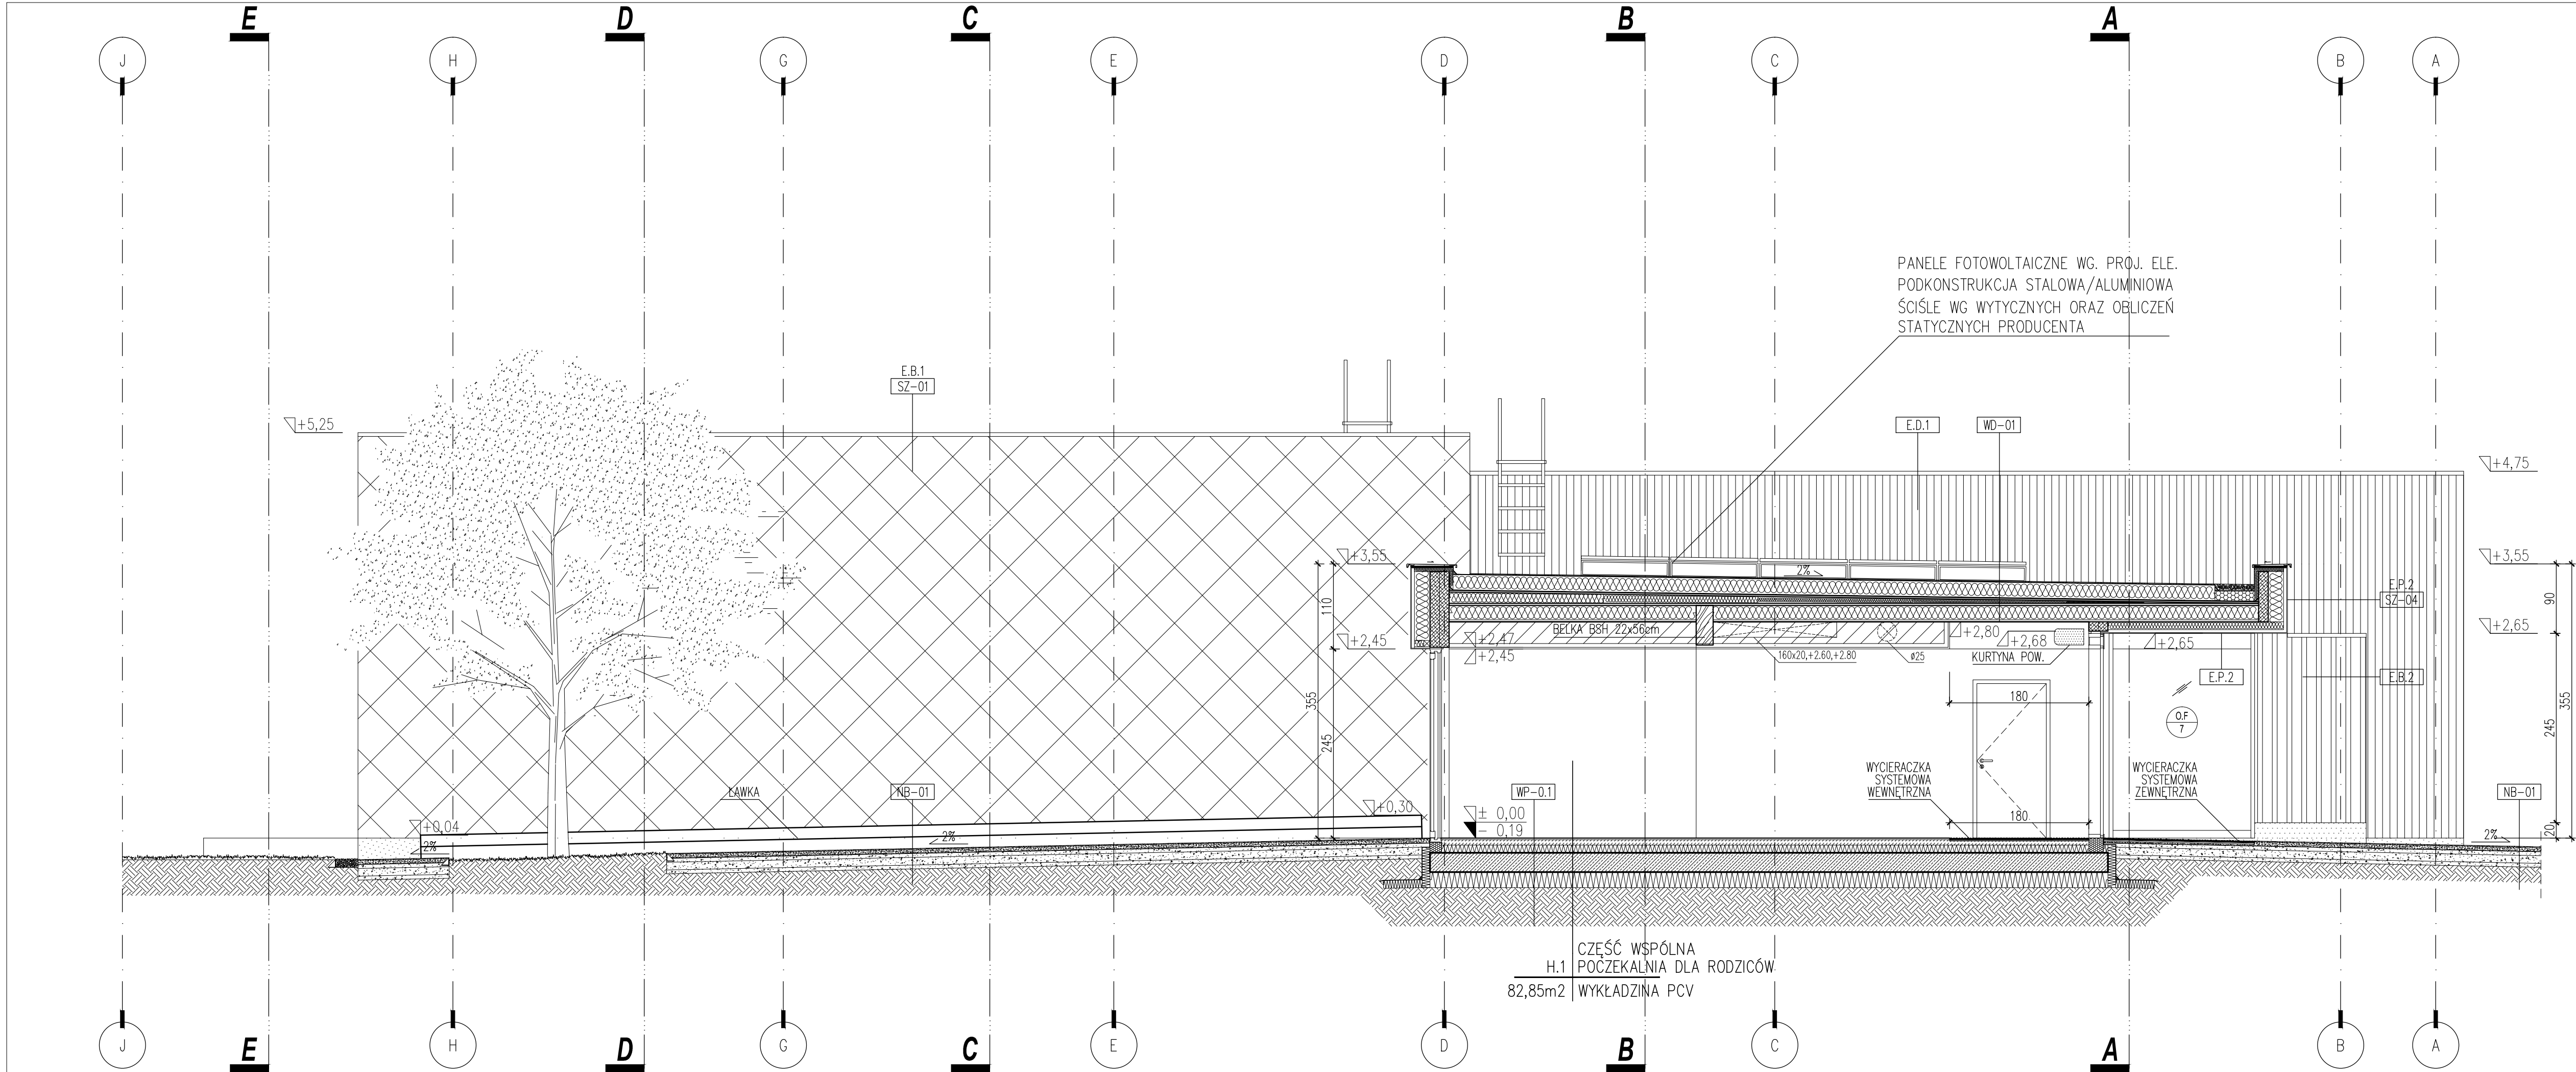 E D C B A
J H G E D C B A
PANELE FOTOWOLTAICZNE WG. PROJ. ELE.
PODKONSTRUKCJA STALOWA/ALUMINIOWA
ŚCIŚLE WG WYTYCZNYCH ORAZ OBLICZEŃ
STATYCZNYCH PRODUCENTA
E.B.1
SZ-01
+5,25
E.D.1
WD-01
+4,75
+3,55
+3,55
2%
E.P.2
SZ-04
110
90
BELKA BSH 22x56cm
+2,45
+2,47
+2,45
+2,80
+2,68
+2,65
+2,65
160x20,+2.60,+2.80
ø25
KURTYNA POW.
E.P.2
E.B.2
355
245
180
O.F
7
355
245
WYCIERACZKA
SYSTEMOWA
WEWNĘTRZNA
WYCIERACZKA
SYSTEMOWA
ZEWNĘTRZNA
ŁAWKA
NB-01
WP-0.1
NB-01
+0,30
± 0,00
- 0,19
180
20
+0,04
2%
2%
2%
CZĘŚĆ WSPÓLNA
H.1 POCZEKALNIA DLA RODZICÓW
82,85m2 WYKŁADZINA PCV
J H G E D C B A
E D C B A